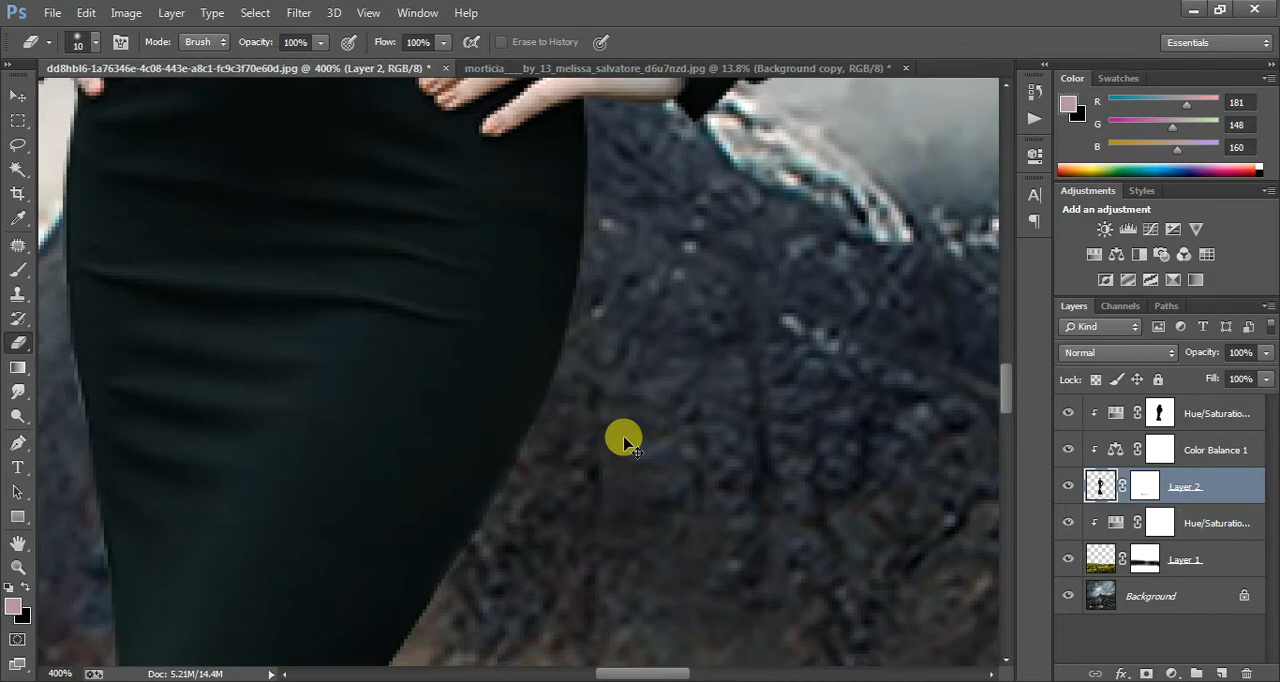 Ps File Edit Image Layer Type Select Filter 3D View Window Help
10 Mode: Brush Opacity: 100% Flow: 100% Erase to History Essentials
dd8hbl6-1a76346e-4c08-443e-a8c1-fc9c3f70e60d.jpg @ 400% (Layer 2, RGB/8) * × morticia___by_13_melissa_salvatore_d6u7nzd.jpg @ 13.8% (Background copy, RGB/8) * ×
Color Swatches
R 181
G 148
B 160
Adjustments Styles
Add an adjustment
Layers Channels Paths
Kind
Normal Opacity: 100%
Lock: Fill: 100%
Hue/Saturatio...
Color Balance 1
Layer 2
Hue/Saturatio...
Layer 1
Background
400% Doc: 5.21M/14.4M